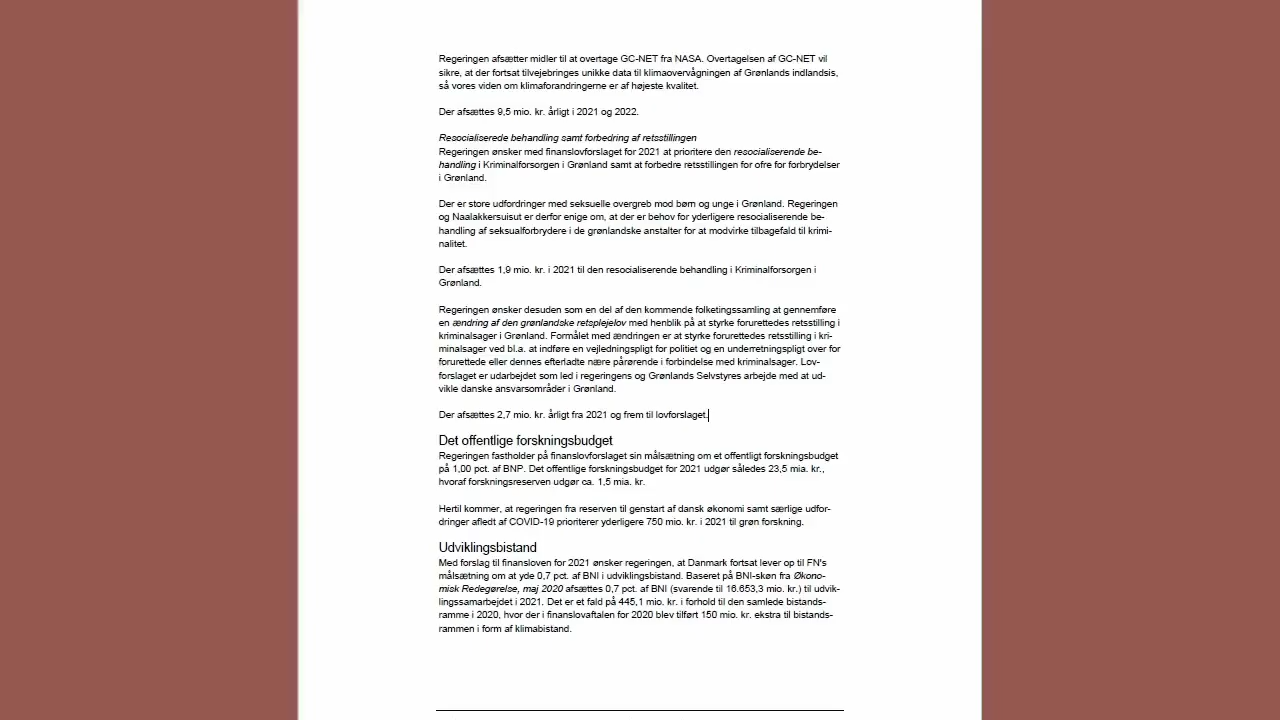 Regeringen afsætter midler til at overtage GC-NET fra NASA. Overtagelsen af GC-NET vil
sikre, at der fortsat tilvejebringes unikke data til klimaovervågningen af Grønlands indlandsis,
så vores viden om klimaforandringerne er af højeste kvalitet.
Der afsættes 9,5 mio. kr. årligt i 2021 og 2022.
Resocialiserede behandling samt forbedring af retsstillingen
Regeringen ønsker med finanslovforslaget for 2021 at prioritere den resocialiserende be-
handling i Kriminalforsorgen i Grønland samt at forbedre retsstillingen for ofre for forbrydelser
i Grønland.
Der er store udfordringer med seksuelle overgreb mod børn og unge i Grønland. Regeringen
og Naalakkersuisut er derfor enige om, at der er behov for yderligere resocialiserende be-
handling af seksualforbrydere i de grønlandske anstalter for at modvirke tilbagefald til krimi-
nalitet.
Der afsættes 1,9 mio. kr. i 2021 til den resocialiserende behandling i Kriminalforsorgen i
Grønland.
Regeringen ønsker desuden som en del af den kommende folketingssamling at gennemføre
en ændring af den grønlandske retsplejelov med henblik på at styrke forurettedes retsstilling i
kriminalsager i Grønland. Formålet med ændringen er at styrke forurettedes retsstilling i kri-
minalsager ved bl.a. at indføre en vejledningspligt for politiet og en underretningspligt over for
forurettede eller dennes efterladte nære pårørende i forbindelse med kriminalsager. Lov-
forslaget er udarbejdet som led i regeringens og Grønlands Selvstyres arbejde med at ud-
vikle danske ansvarsområder i Grønland.
Der afsættes 2,7 mio. kr. årligt fra 2021 og frem til lovforslaget.
Det offentlige forskningsbudget
Regeringen fastholder på finanslovforslaget sin målsætning om et offentligt forskningsbudget
på 1,00 pct. af BNP. Det offentlige forskningsbudget for 2021 udgør således 23,5 mia. kr.,
hvoraf forskningsreserven udgør ca. 1,5 mia. kr.
Hertil kommer, at regeringen fra reserven til genstart af dansk økonomi samt særlige udfor-
dringer afledt af COVID-19 prioriterer yderligere 750 mio. kr. i 2021 til grøn forskning.
Udviklingsbistand
Med forslag til finansloven for 2021 ønsker regeringen, at Danmark fortsat lever op til FN's
målsætning om at yde 0,7 pct. af BNI i udviklingsbistand. Baseret på BNI-skøn fra Økono-
misk Redegørelse, maj 2020 afsættes 0,7 pct. af BNI (svarende til 16.653,3 mio. kr.) til udvik-
lingssamarbejdet i 2021. Det er et fald på 445,1 mio. kr. i forhold til den samlede bistands-
ramme i 2020, hvor der i finanslovaftalen for 2020 blev tilført 150 mio. kr. ekstra til bistands-
rammen i form af klimabistand.